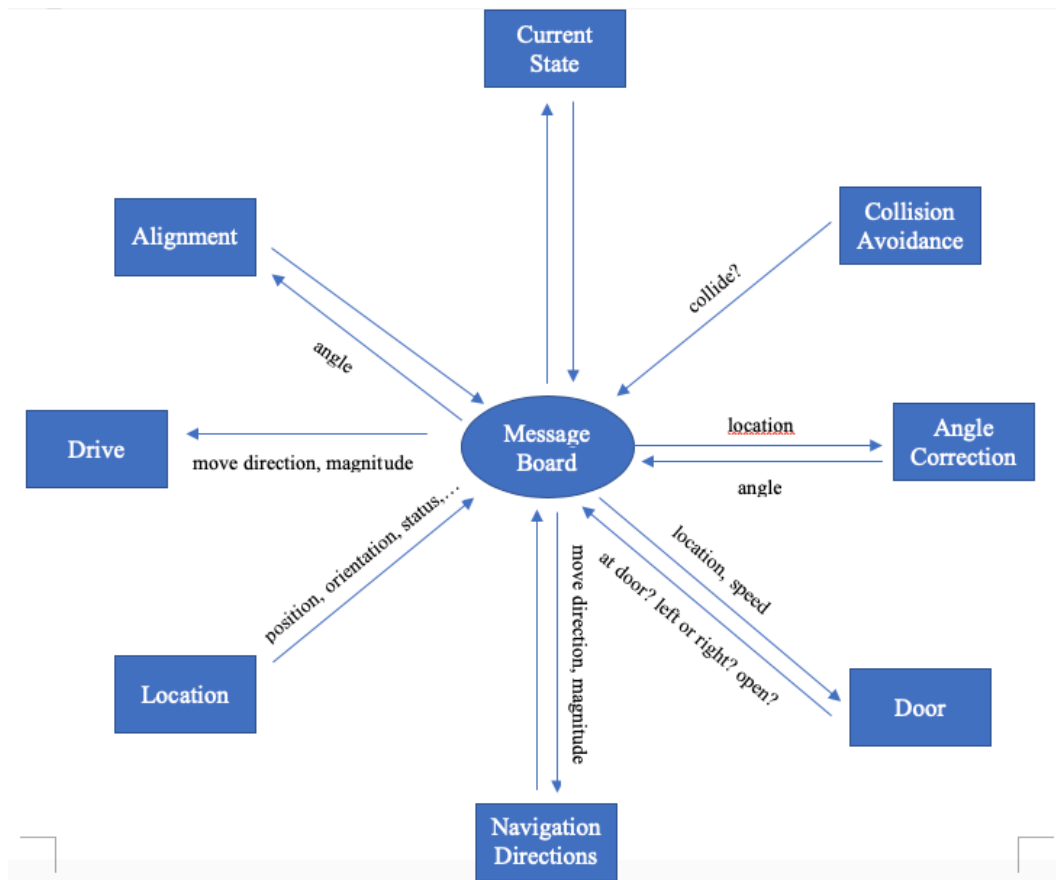 Current
State
Alignment
Collision
Avoidance
collide?
angle
Drive
move direction, magnitude
Message
Board
location
angle
Angle
Correction
position, orientation, status,...
location, speed
at door? left or right? open?
move direction, magnitude
Location
Door
Navigation
Directions